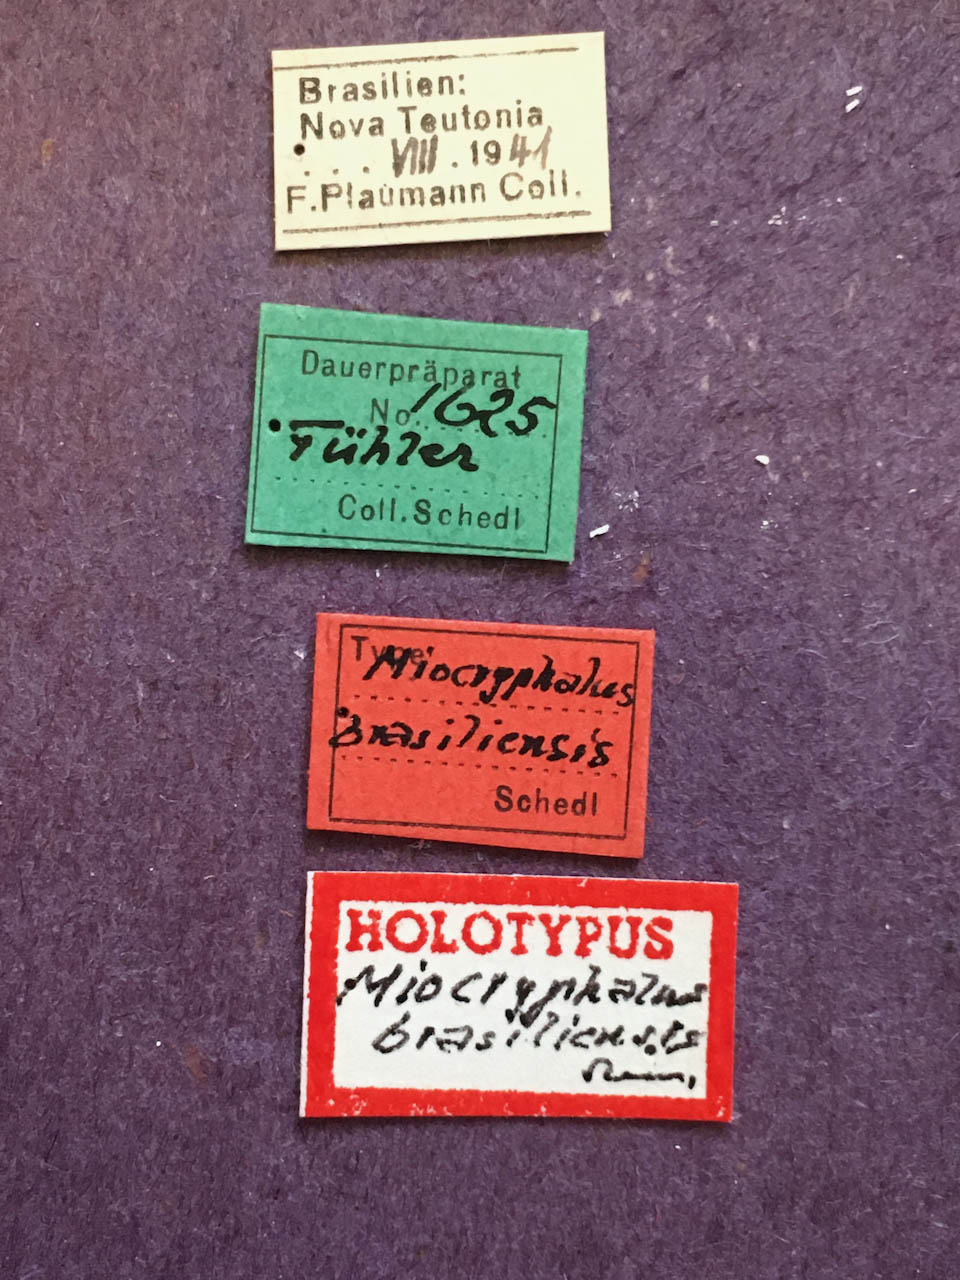 Brasilien:
Nova Teutonia
. . . VIII . 1941
F. Plaumann Coll.
Dauerpräparat
No. 1625
Fühler
Coll. Schedl
Type:
Miocryphalus
brasiliensis
Schedl
HOLOTYPUS
Miocryphalus
brasiliensis